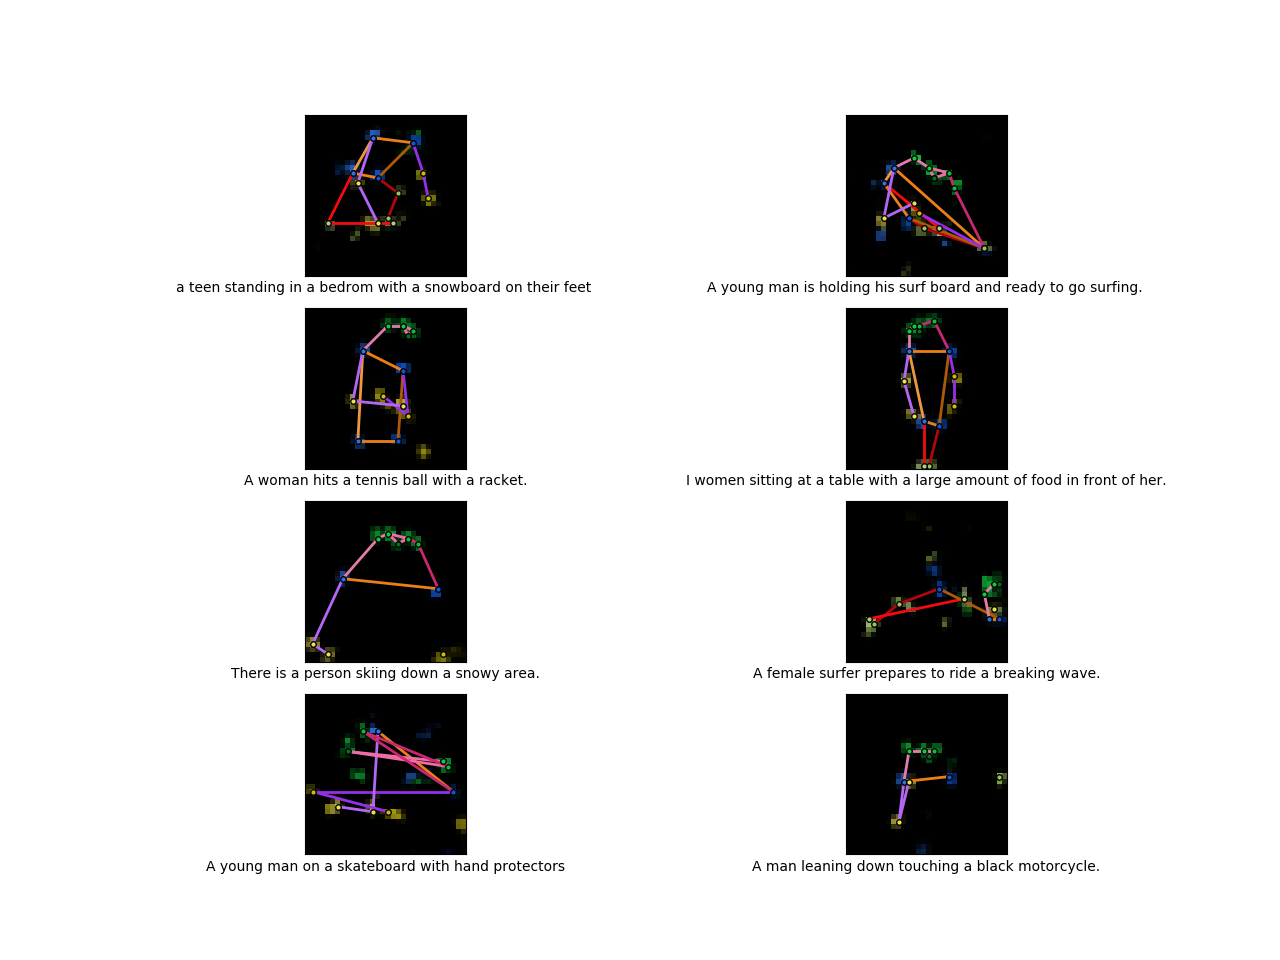 a teen standing in a bedrom with a snowboard on their feet
A young man is holding his surf board and ready to go surfing.
A woman hits a tennis ball with a racket.
I women sitting at a table with a large amount of food in front of her.
There is a person skiing down a snowy area.
A female surfer prepares to ride a breaking wave.
A young man on a skateboard with hand protectors
A man leaning down touching a black motorcycle.